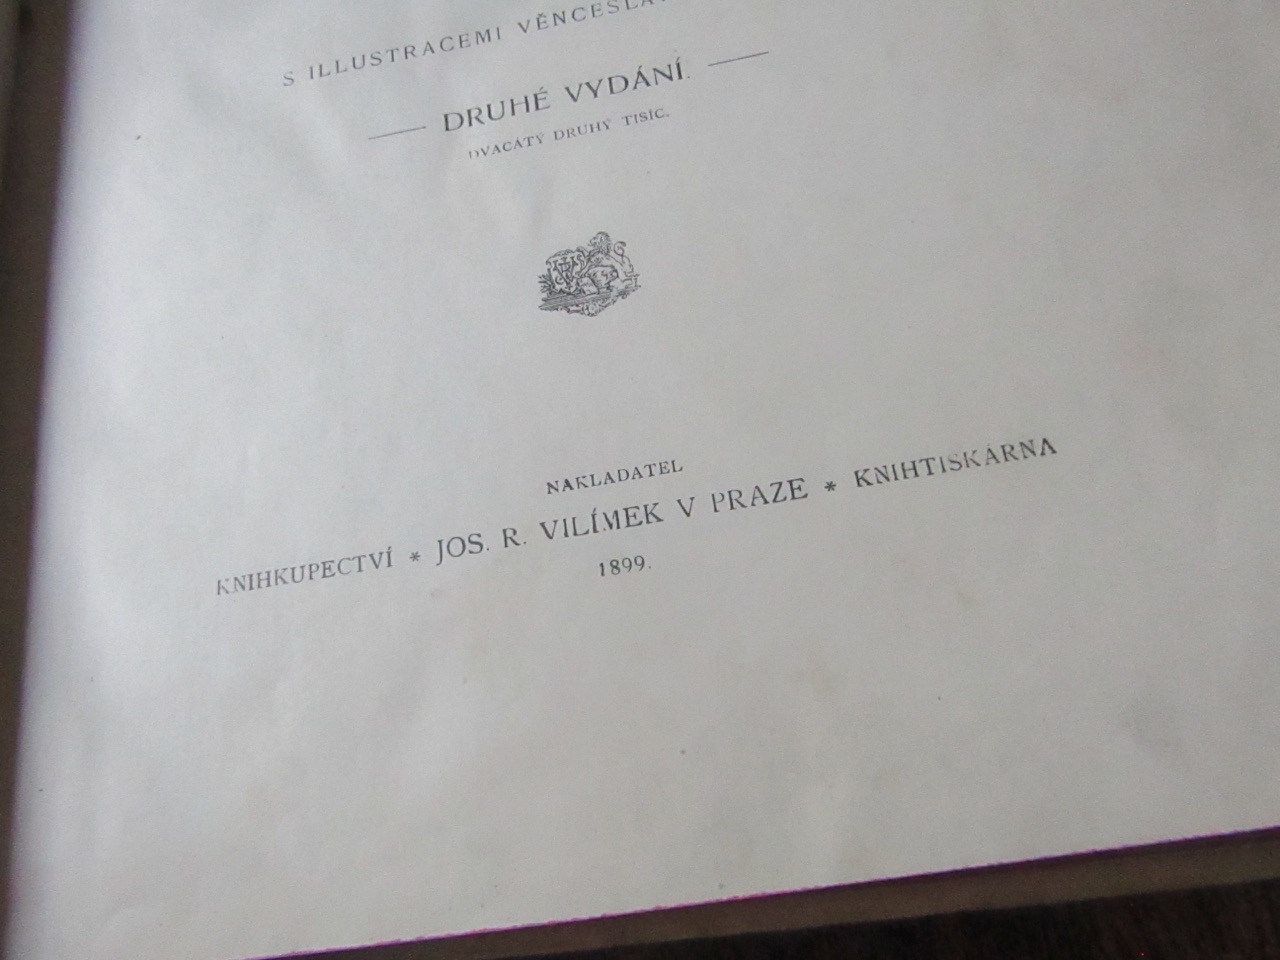 S ILLUSTRACEMI
DRUHÉ VYDÁNÍ.
DVACÁTÝ DRUHÝ TISÍC.
NAKLADATEL
KNIHKUPECTVÍ * JOS. R. VILÍMEK V PRAZE * KNIHTISKÁRNA
1899.